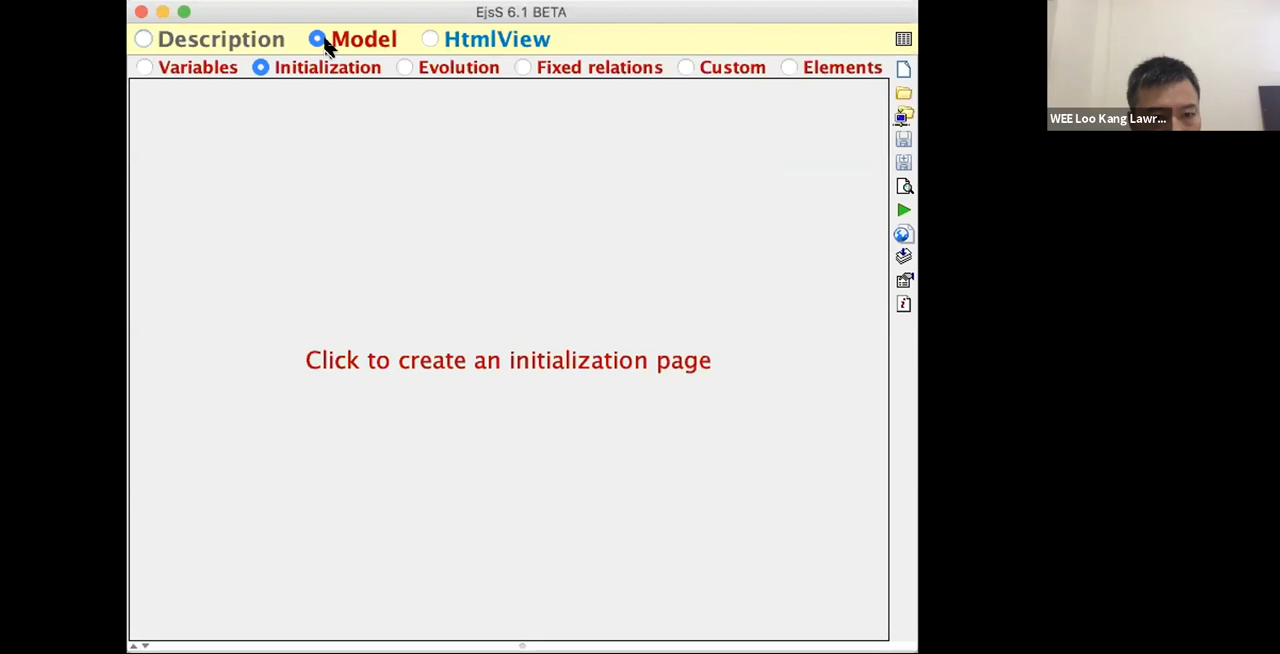 EjsS 6.1 BETA
Description Model HtmlView
Variables Initialization Evolution Fixed relations Custom Elements
WEE Loo Kang Lawr...
Click to create an initialization page